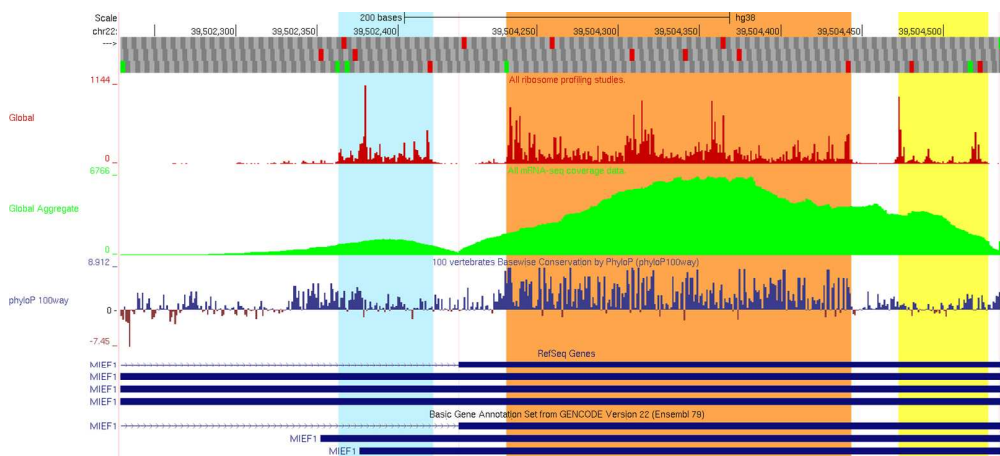 Scale 200 bases hg38
chr22: 39,502,300 39,502,350 39,502,400 39,504,250 39,504,300 39,504,350 39,504,400 39,504,450 39,504,500
--->
1144 _ All ribosome profiling studies.
Global
0 _
6766 _ All mRNA-seq coverage data.
Global Aggregate
0 _
8.912 _ 100 vertebrates Basewise Conservation by PhyloP (phyloP100way)
phyloP 100way
0 -
-7.45 _
RefSeq Genes
MIEF1
MIEF1
MIEF1
MIEF1
Basic Gene Annotation Set from GENCODE Version 22 (Ensembl 79)
MIEF1
MIEF1
MIEF1